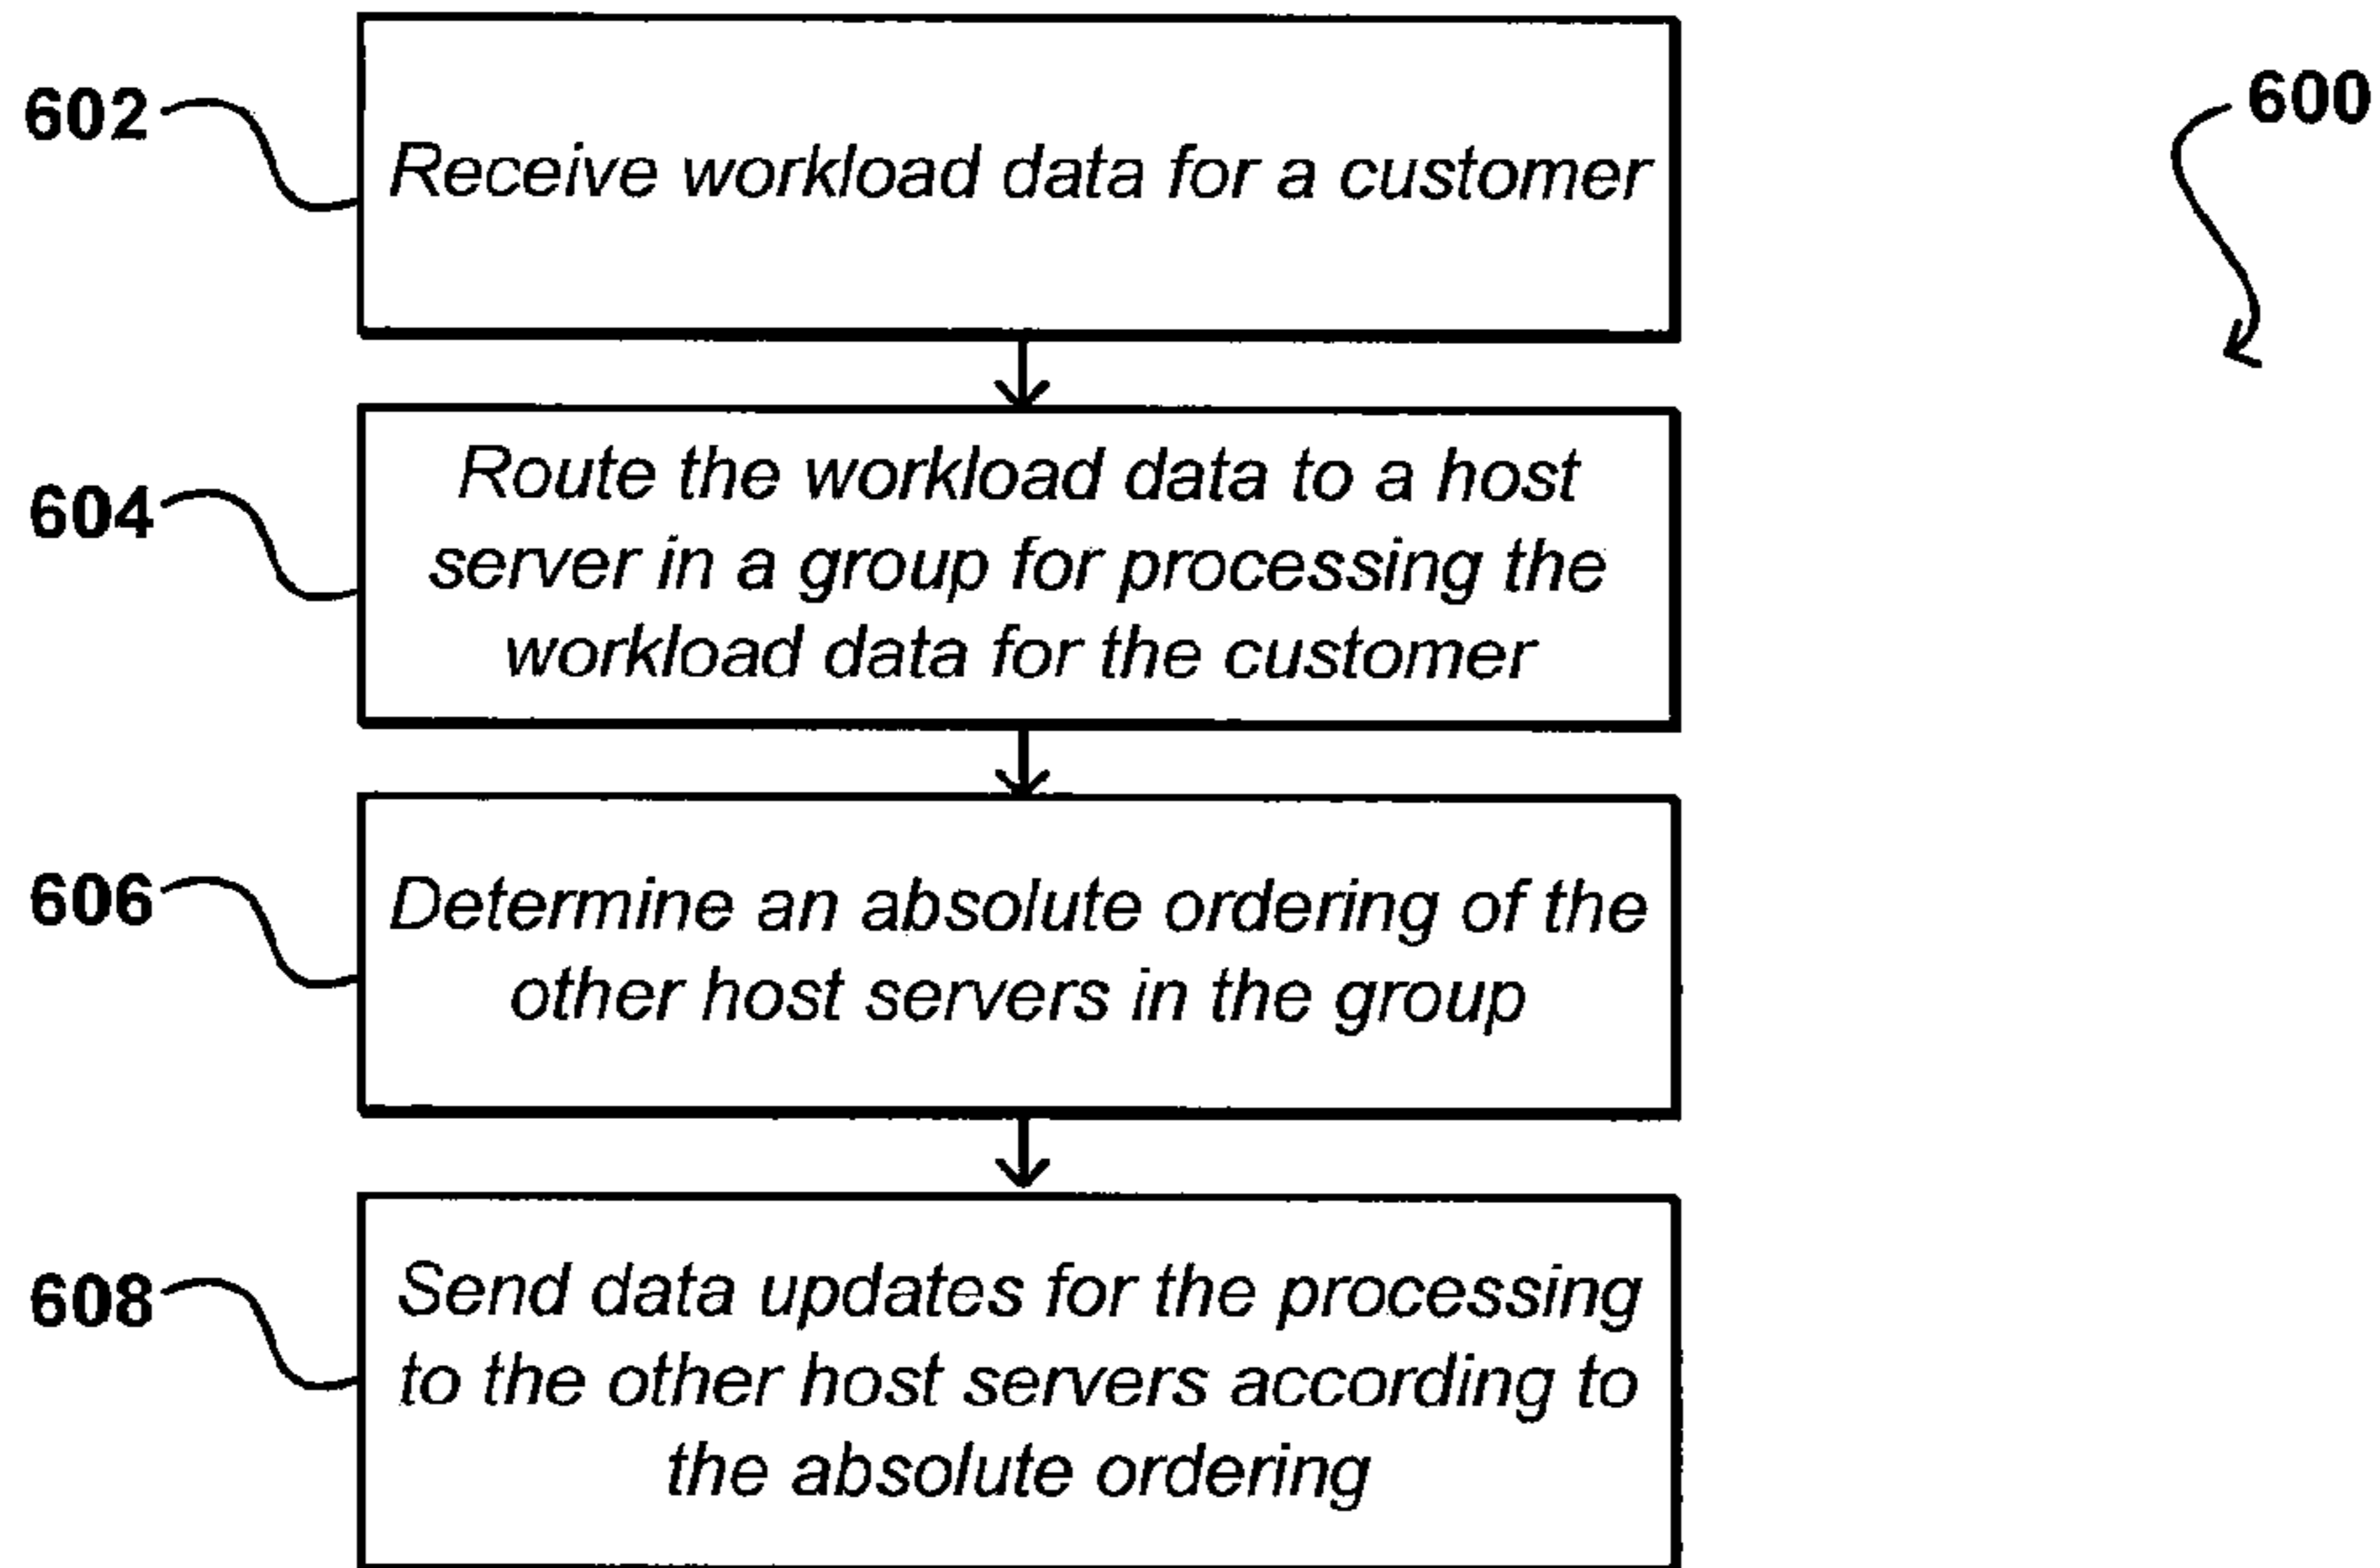 602
Receive workload data for a customer
600
604
Route the workload data to a host
server in a group for processing the
workload data for the customer
606
Determine an absolute ordering of the
other host servers in the group
608
Send data updates for the processing
to the other host servers according to
the absolute ordering